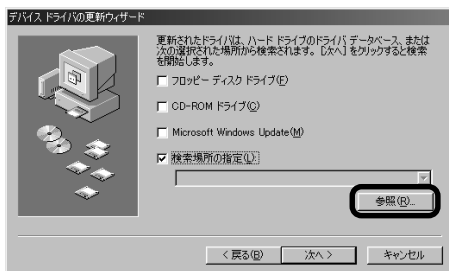 デバイス ドライバの更新ウィザード
更新されたドライバは、ハード ドライブのドライバ データベース、または
次の選択された場所から検索されます。［次へ］をクリックすると検索
を開始します。
フロッピー ディスク ドライブ(F)
CD-ROM ドライブ(C)
Microsoft Windows Update(M)
検索場所の指定(L):
参照(R)...
< 戻る(B)
次へ >
キャンセル